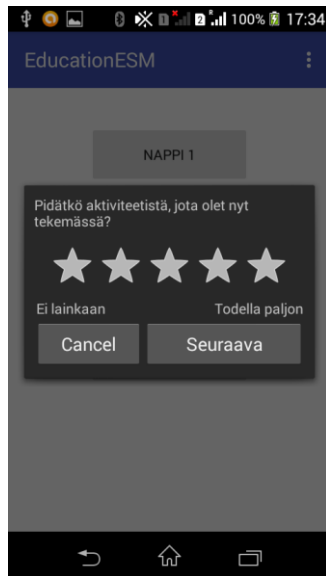 100% 17:34
EducationESM
NAPPI 1
Pidätkö aktiviteetistä, jota olet nyt
tekemässä?
Ei lainkaan Todella paljon
Cancel Seuraava